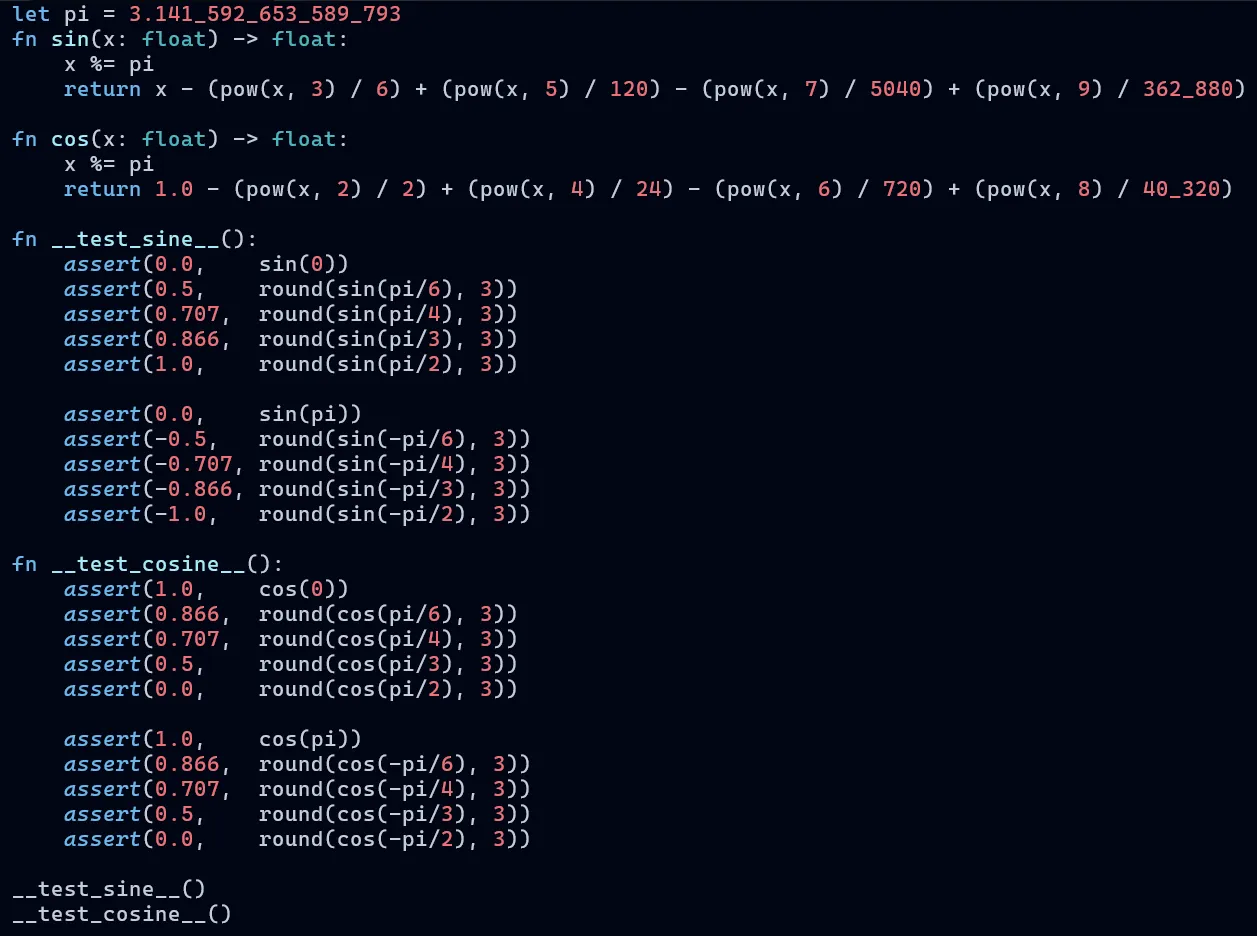 let pi = 3.141_592_653_589_793
fn sin(x: float) -> float:
    x %= pi
    return x - (pow(x, 3) / 6) + (pow(x, 5) / 120) - (pow(x, 7) / 5040) + (pow(x, 9) / 362_880)

fn cos(x: float) -> float:
    x %= pi
    return 1.0 - (pow(x, 2) / 2) + (pow(x, 4) / 24) - (pow(x, 6) / 720) + (pow(x, 8) / 40_320)

fn __test_sine__():
    assert(0.0,    sin(0))
    assert(0.5,    round(sin(pi/6), 3))
    assert(0.707,  round(sin(pi/4), 3))
    assert(0.866,  round(sin(pi/3), 3))
    assert(1.0,    round(sin(pi/2), 3))

    assert(0.0,    sin(pi))
    assert(-0.5,   round(sin(-pi/6), 3))
    assert(-0.707, round(sin(-pi/4), 3))
    assert(-0.866, round(sin(-pi/3), 3))
    assert(-1.0,   round(sin(-pi/2), 3))

fn __test_cosine__():
    assert(1.0,    cos(0))
    assert(0.866,  round(cos(pi/6), 3))
    assert(0.707,  round(cos(pi/4), 3))
    assert(0.5,    round(cos(pi/3), 3))
    assert(0.0,    round(cos(pi/2), 3))

    assert(1.0,    cos(pi))
    assert(0.866,  round(cos(-pi/6), 3))
    assert(0.707,  round(cos(-pi/4), 3))
    assert(0.5,    round(cos(-pi/3), 3))
    assert(0.0,    round(cos(-pi/2), 3))

__test_sine__()
__test_cosine__()